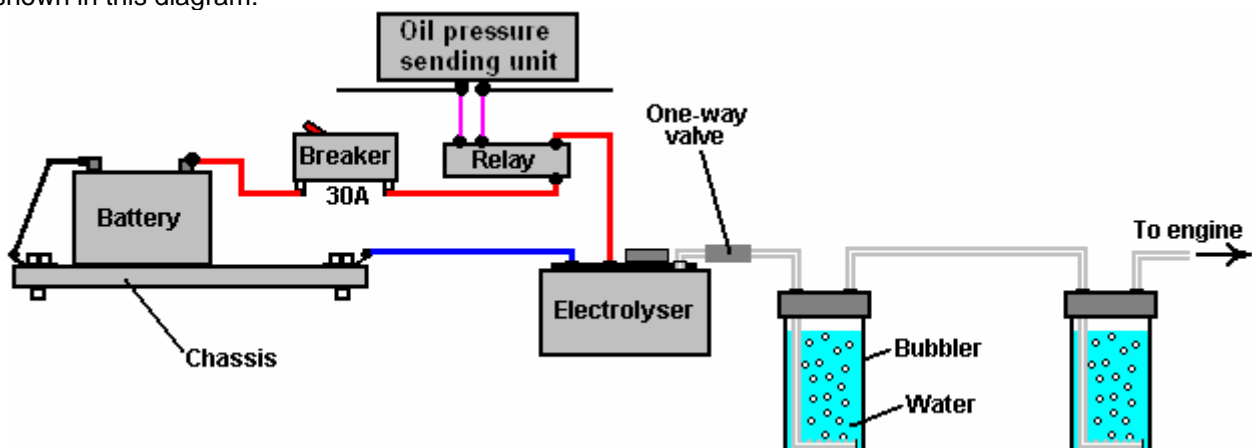 shown in this diagram:
Oil pressure
sending unit
One-way
valve
Breaker
Relay
30A
Battery
To engine
Electrolyser
Chassis
Bubbler
Water